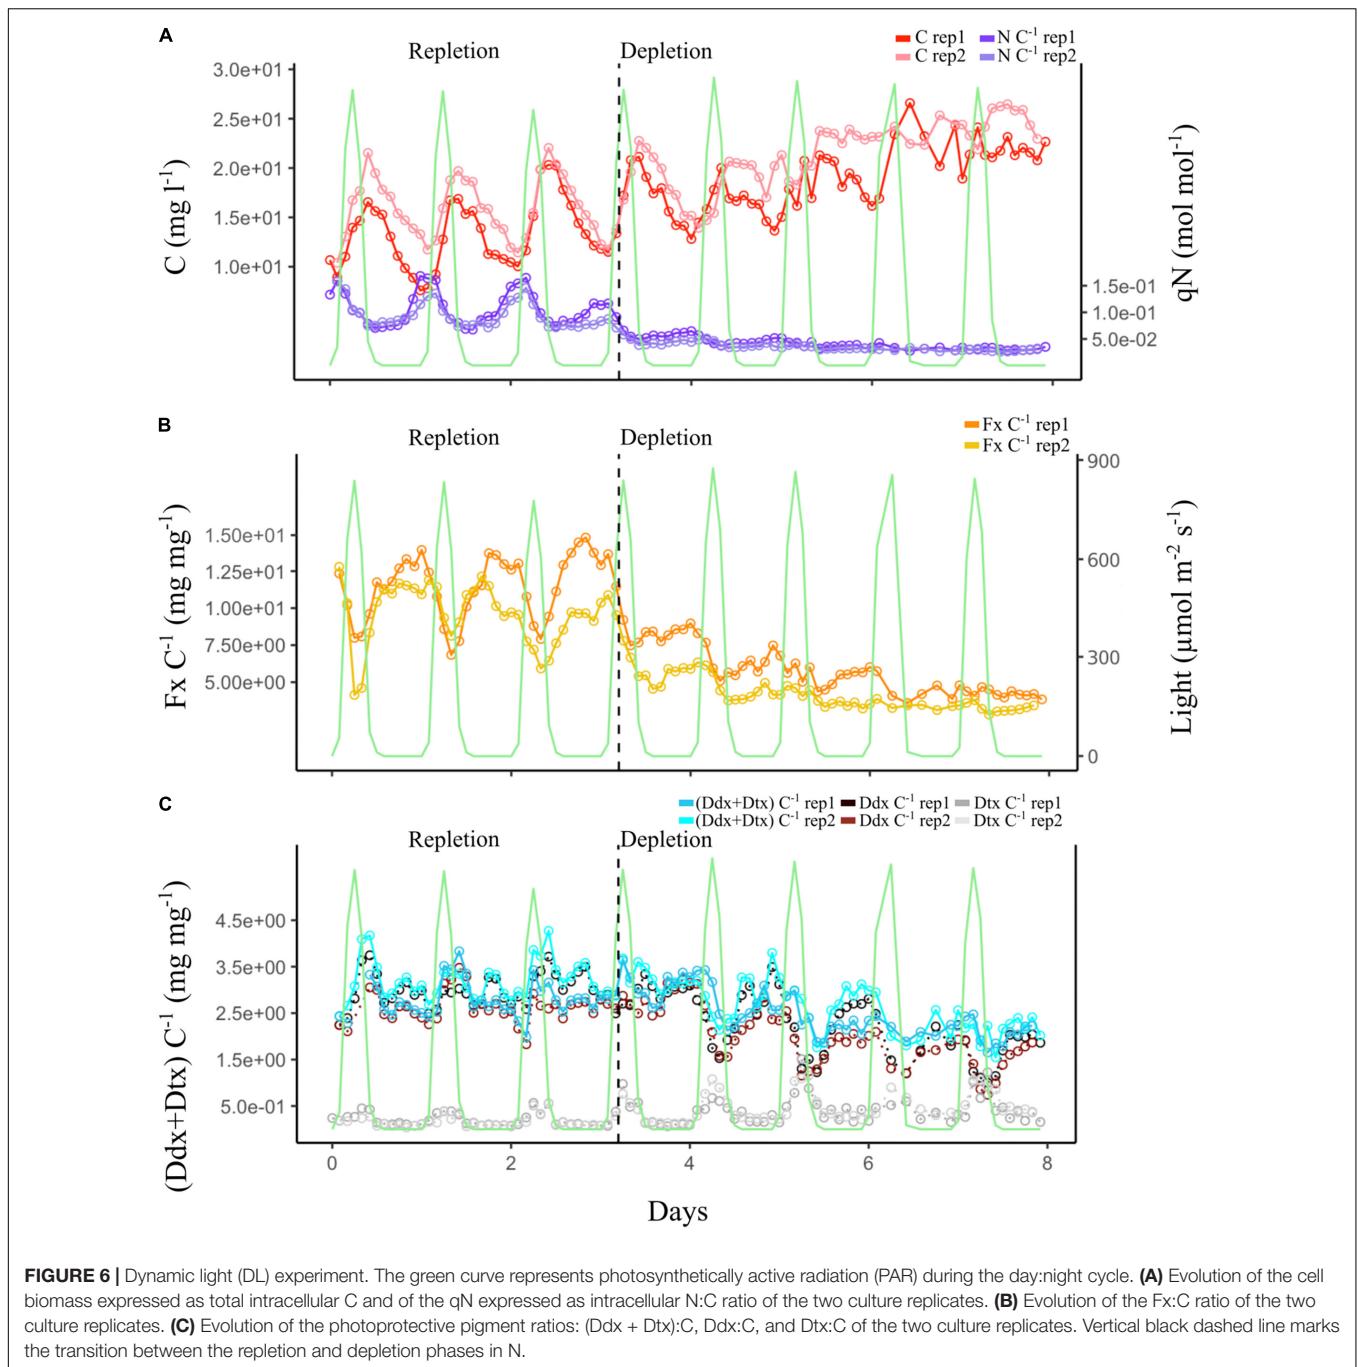 A
Repletion
Depletion
C rep1
N C⁻¹ rep1
C rep2
N C⁻¹ rep2
3.0e+01
2.5e+01
2.0e+01
1.5e+01
1.0e+01
C (mg l⁻¹)
1.5e-01
1.0e-01
5.0e-02
qN (mol mol⁻¹)
B
Repletion
Depletion
Fx C⁻¹ rep1
Fx C⁻¹ rep2
1.50e+01
1.25e+01
1.00e+01
7.50e+00
5.00e+00
Fx C⁻¹ (mg mg⁻¹)
900
600
300
0
Light (µmol m⁻² s⁻¹)
C
(Ddx+Dtx) C⁻¹ rep1
Ddx C⁻¹ rep1
Dtx C⁻¹ rep1
(Ddx+Dtx) C⁻¹ rep2
Ddx C⁻¹ rep2
Dtx C⁻¹ rep2
Repletion
Depletion
4.5e+00
3.5e+00
2.5e+00
1.5e+00
5.0e-01
(Ddx+Dtx) C⁻¹ (mg mg⁻¹)
0 2 4 6 8
Days
FIGURE 6 | Dynamic light (DL) experiment. The green curve represents photosynthetically active radiation (PAR) during the day:night cycle. (A) Evolution of the cell
biomass expressed as total intracellular C and of the qN expressed as intracellular N:C ratio of the two culture replicates. (B) Evolution of the Fx:C ratio of the two
culture replicates. (C) Evolution of the photoprotective pigment ratios: (Ddx + Dtx):C, Ddx:C, and Dtx:C of the two culture replicates. Vertical black dashed line marks
the transition between the repletion and depletion phases in N.